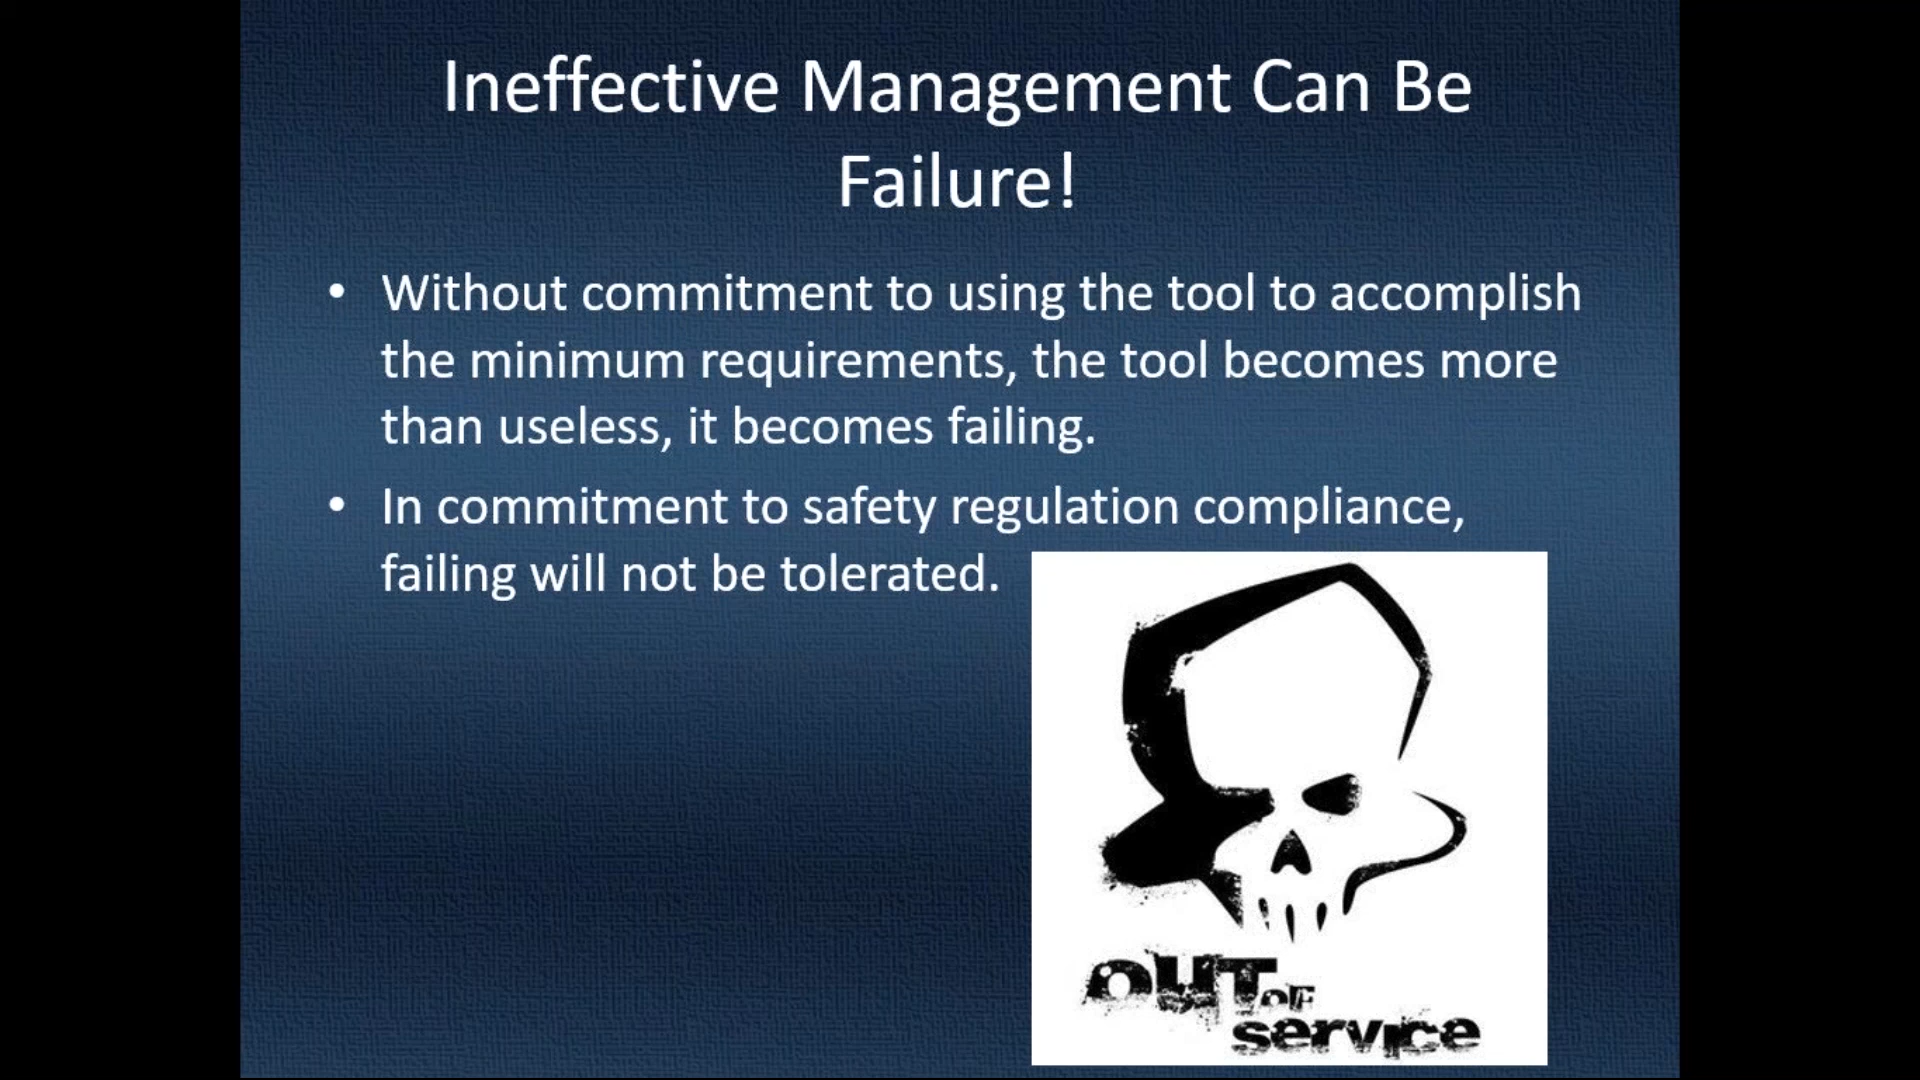 Ineffective Management Can Be
Failure!
• Without commitment to using the tool to accomplish
the minimum requirements, the tool becomes more
than useless, it becomes failing.
• In commitment to safety regulation compliance,
failing will not be tolerated.
OUT OF
service